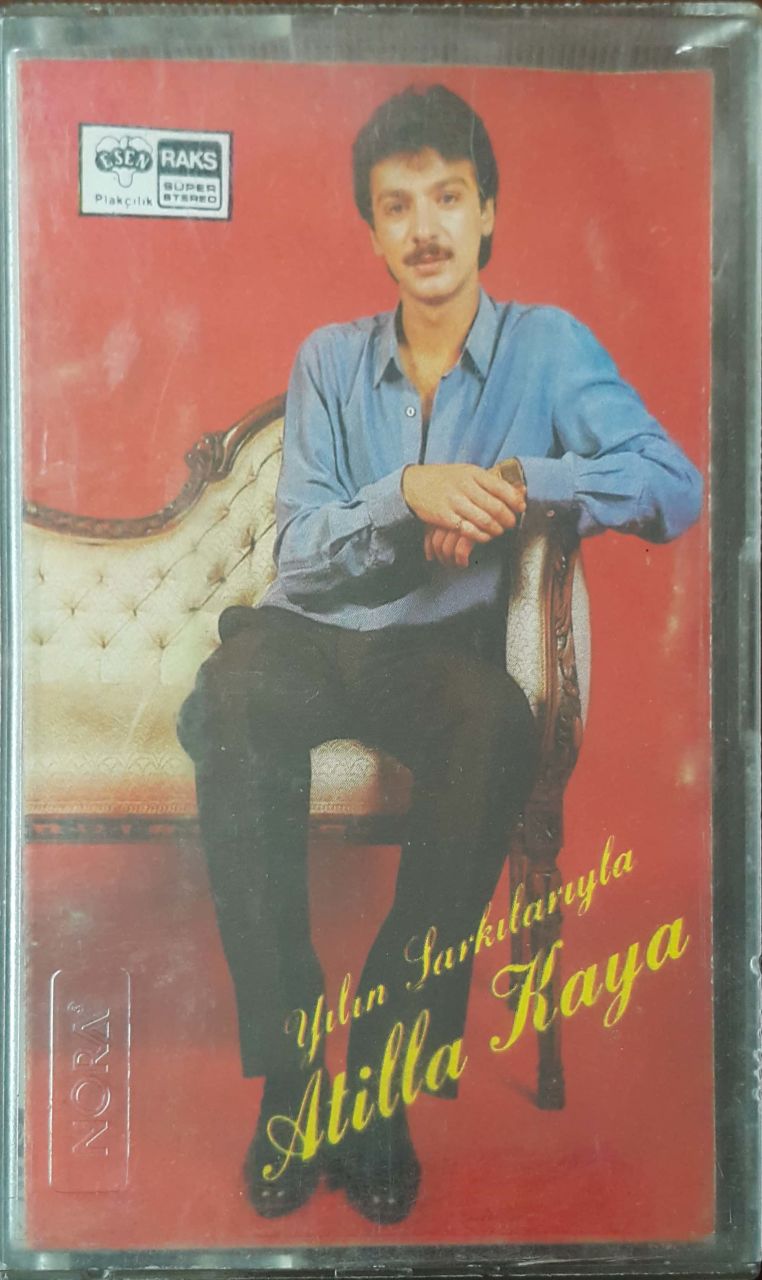 ESEN
Plakçılık
RAKS
SÜPER
STEREO
Yılın Şarkılarıyla
Atilla Kaya
NORA